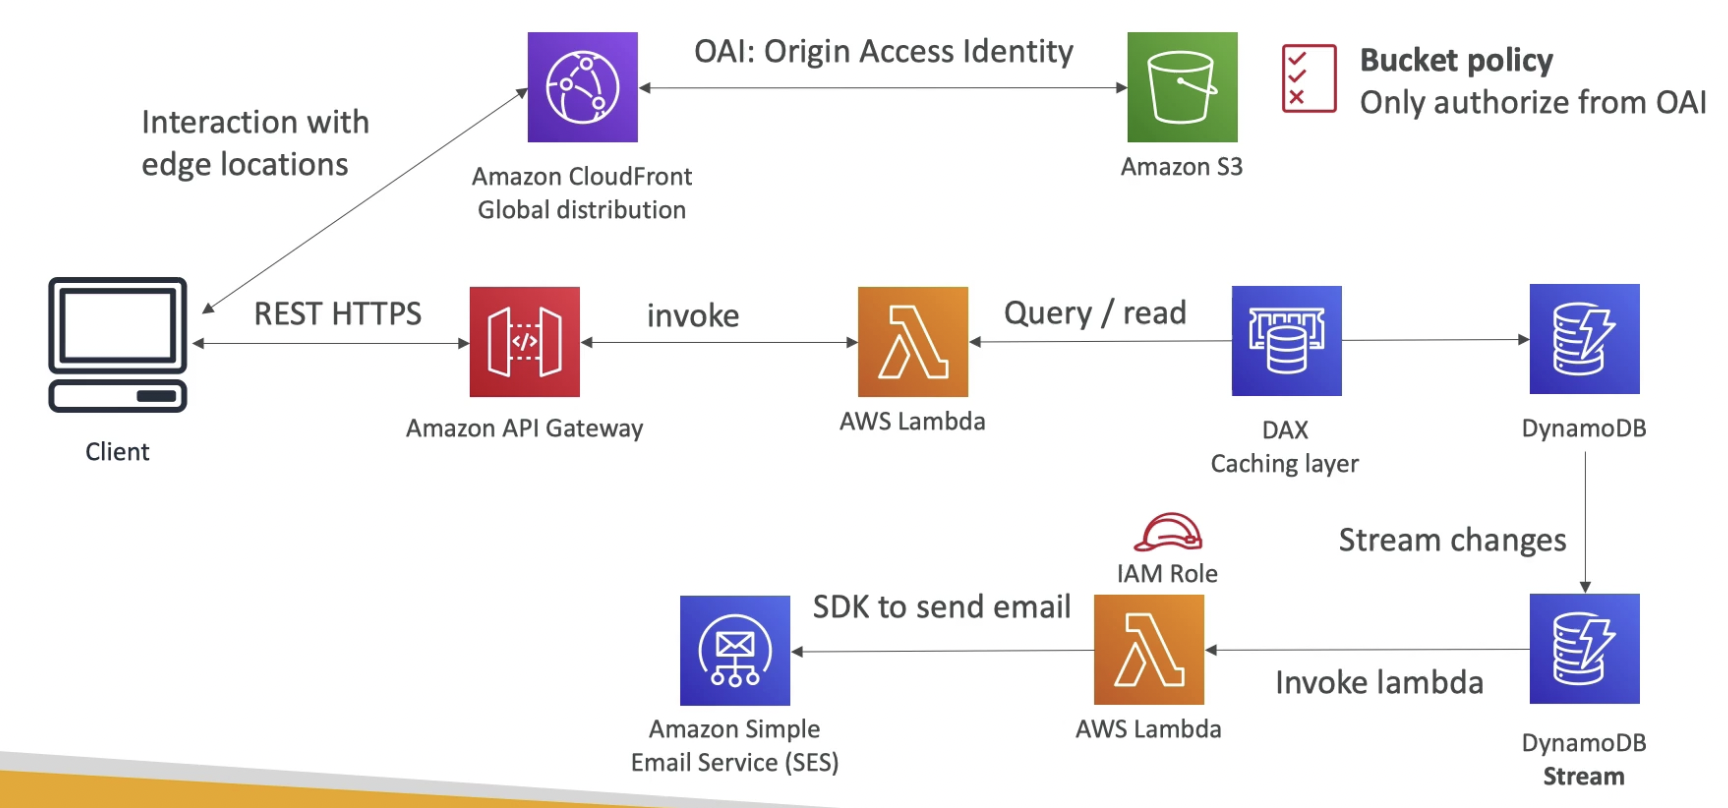 OAI: Origin Access Identity
Bucket policy
Only authorize from OAI
Interaction with
edge locations
Amazon CloudFront
Global distribution
Amazon S3
REST HTTPS
invoke
Query / read
</>
Client
Amazon API Gateway
AWS Lambda
DAX
Caching layer
DynamoDB
Stream changes
IAM Role
SDK to send email
Invoke lambda
Amazon Simple
Email Service (SES)
AWS Lambda
DynamoDB
Stream